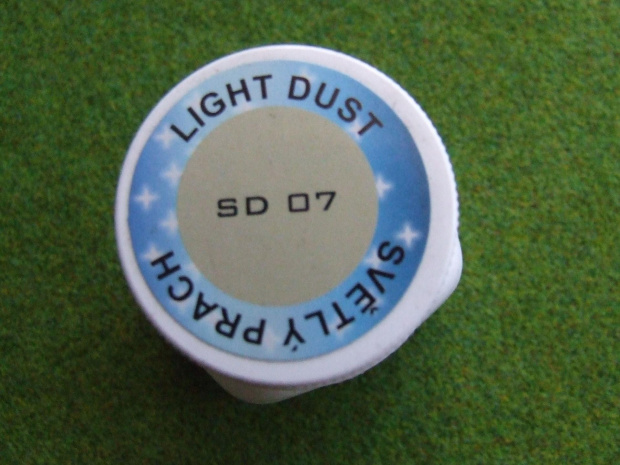 LIGHT DUST
SD 07
SVĚTLÝ PRACH